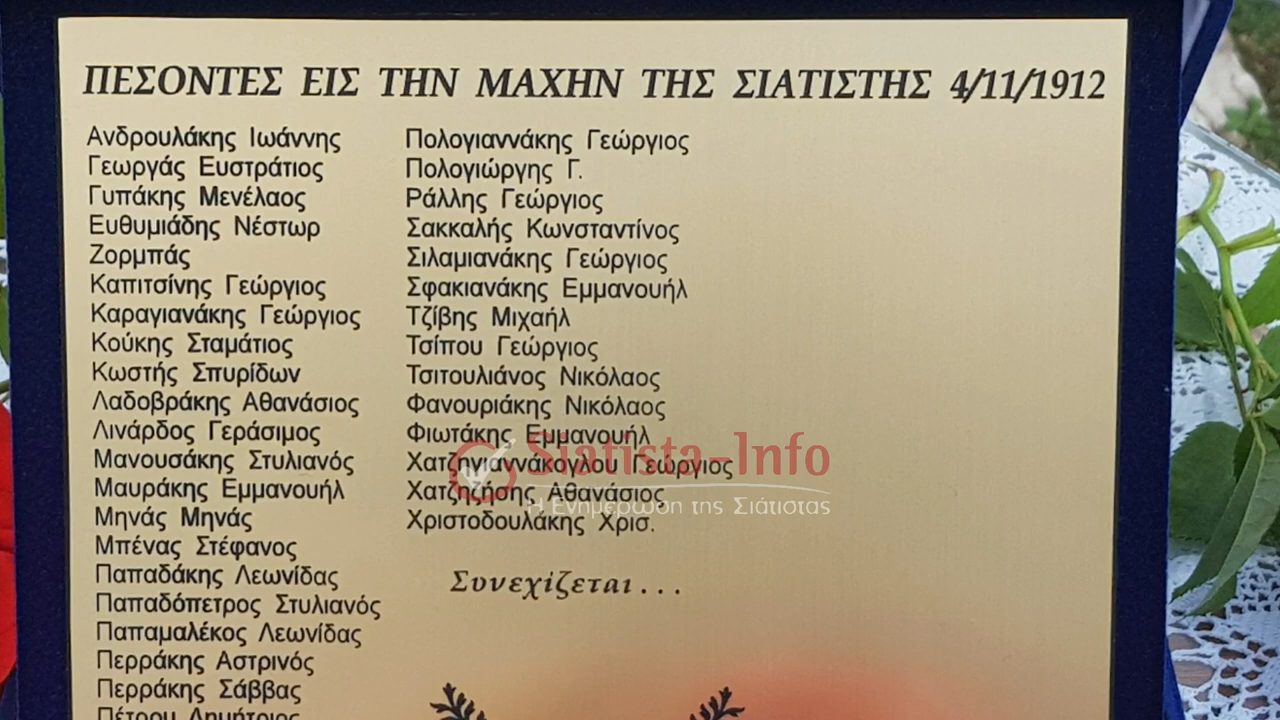 ΠΕΣΟΝΤΕΣ ΕΙΣ ΤΗΝ ΜΑΧΗΝ ΤΗΣ ΣΙΑΤΙΣΤΗΣ 4/11/1912
Ανδρουλάκης Ιωάννης
Γεωργάς Ευστράτιος
Γυπάκης Μενέλαος
Ευθυμιάδης Νέστωρ
Ζορμπάς
Καπιτσίνης Γεώργιος
Καραγιανάκης Γεώργιος
Κούκης Σταμάτιος
Κωστής Σπυρίδων
Λαδοβράκης Αθανάσιος
Λινάρδος Γεράσιμος
Μανουσάκης Στυλιανός
Μαυράκης Εμμανουήλ
Μηνάς Μηνάς
Μπένας Στέφανος
Παπαδάκης Λεωνίδας
Παπαδόπετρος Στυλιανός
Παπαμαλέκος Λεωνίδας
Περράκης Αστρινός
Περράκης Σάββας
Πέτρου Δημήτριος
Πολογιαννάκης Γεώργιος
Πολογιώργης Γ.
Ράλλης Γεώργιος
Σακκαλής Κωνσταντίνος
Σιλαμιανάκης Γεώργιος
Σφακιανάκης Εμμανουήλ
Τζίβης Μιχαήλ
Τσίπου Γεώργιος
Τσιτουλιάνος Νικόλαος
Φανουριάκης Νικόλαος
Φιωτάκης Εμμανουήλ
Χατζηγιαννάκογλου Γεώργιος
Χατζηζήσης Αθανάσιος
Χριστοδουλάκης Χρισ.
Συνεχίζεται...
Siatista-Info
Η Ενημέρωση της Σιάτιστας